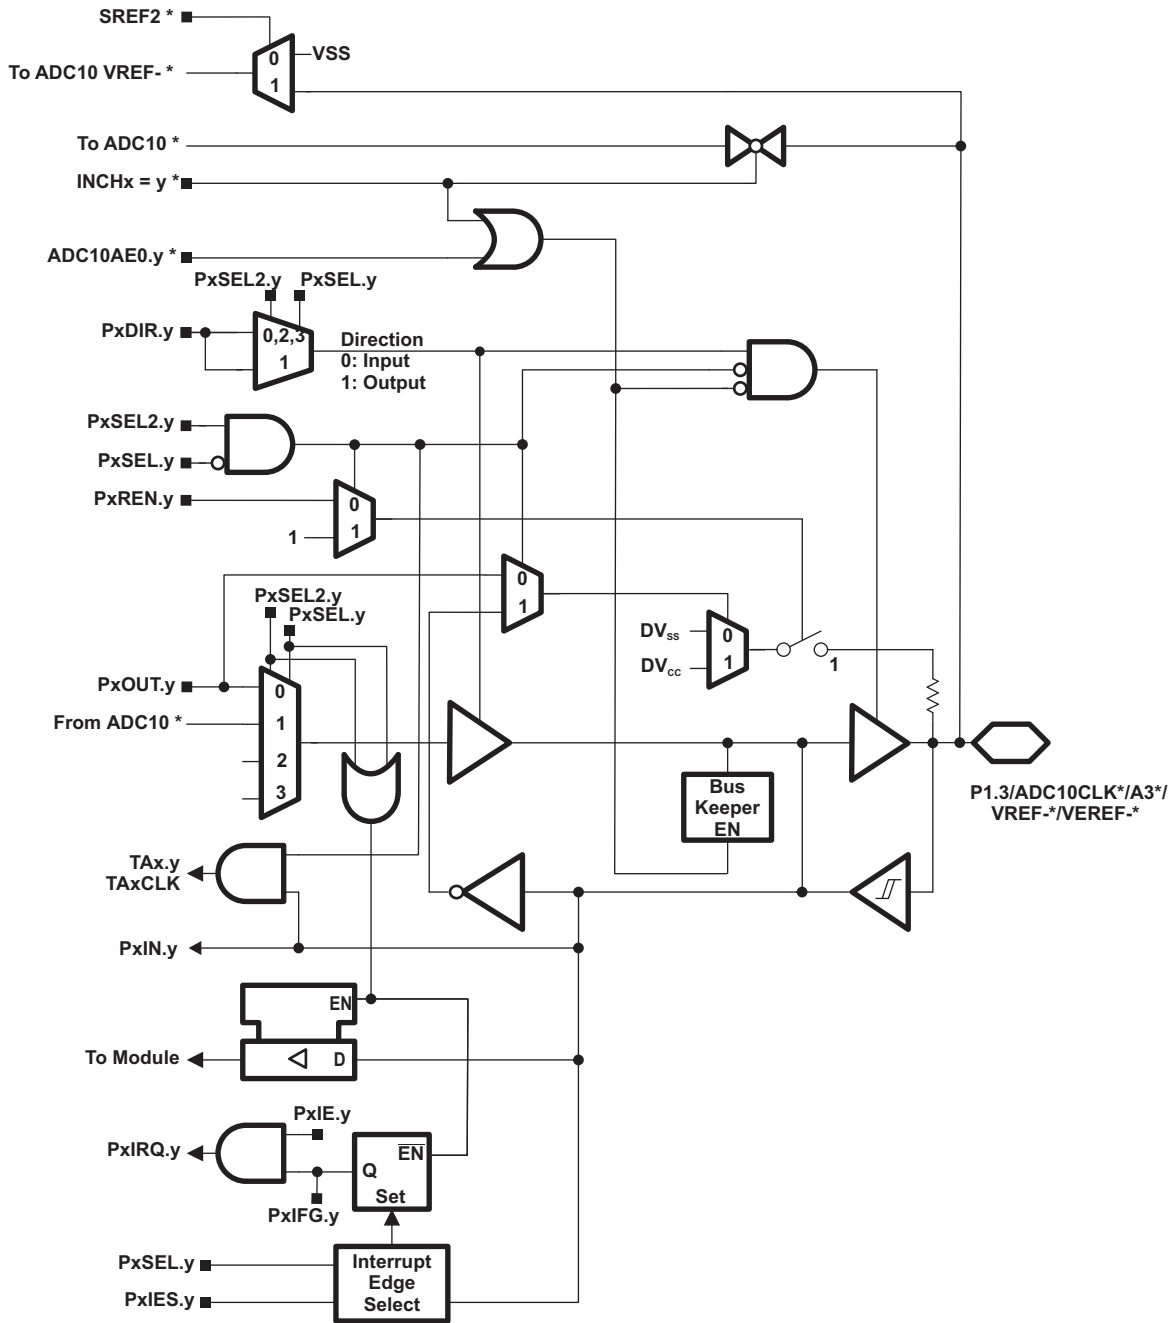 SREF2 *
0
VSS
To ADC10 VREF- *
1
To ADC10 *
INCHx = y *
ADC10AE0.y *
PxSEL2.y
PxSEL.y
PxDIR.y
0,2,3
1
Direction
0: Input
1: Output
PxSEL2.y
PxSEL.y
PxREN.y
0
1
1
0
1
PxSEL2.y
PxSEL.y
DVSS
0
DVCC
1
1
PxOUT.y
0
From ADC10 *
1
2
3
Bus
Keeper
EN
P1.3/ADC10CLK*/A3*/
VREF-*/VEREF-*
TAx.y
TAxCLK
PxIN.y
EN
To Module
D
PxIE.y
PxIRQ.y
EN
Q
Set
PxIFG.y
PxSEL.y
PxIES.y
Interrupt
Edge
Select